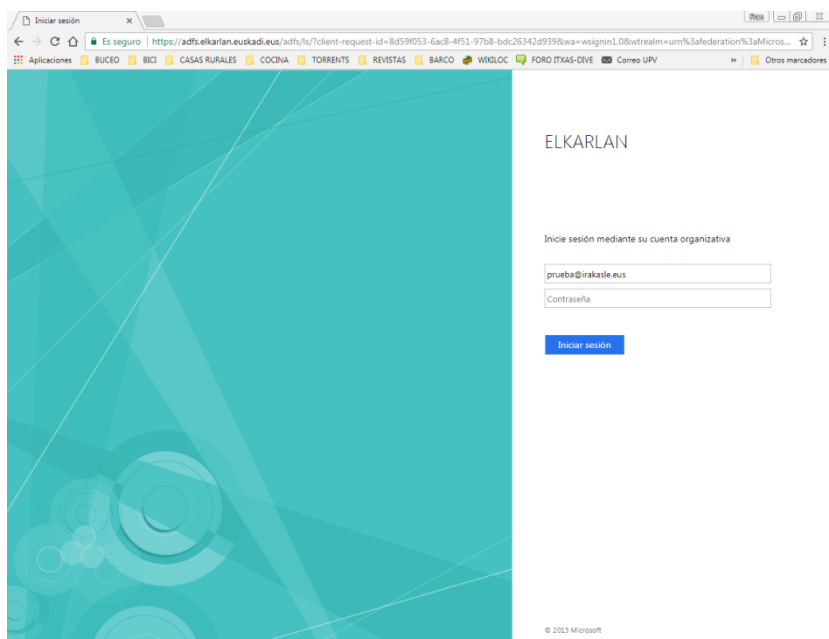 Iniciar sesión
Es seguro | https://adfs.elkarlan.euskadi.eus/adfs/ls/?client-request-id=8d59f053-6ac8-4f51-97b8-bdc26342d939&wa=wsignin1.0&wtrealm=urn%3afederation%3aMicros...
Aplicaciones BUCEO BICI CASAS RURALES COCINA TORRENTS REVISTAS BARCO WIKILOC FORO ITXAS-DIVE Correo UPV » Otros marcadores
ELKARLAN
Inicie sesión mediante su cuenta organizativa
prueba@irakasle.eus
Contraseña
Iniciar sesión
© 2013 Microsoft